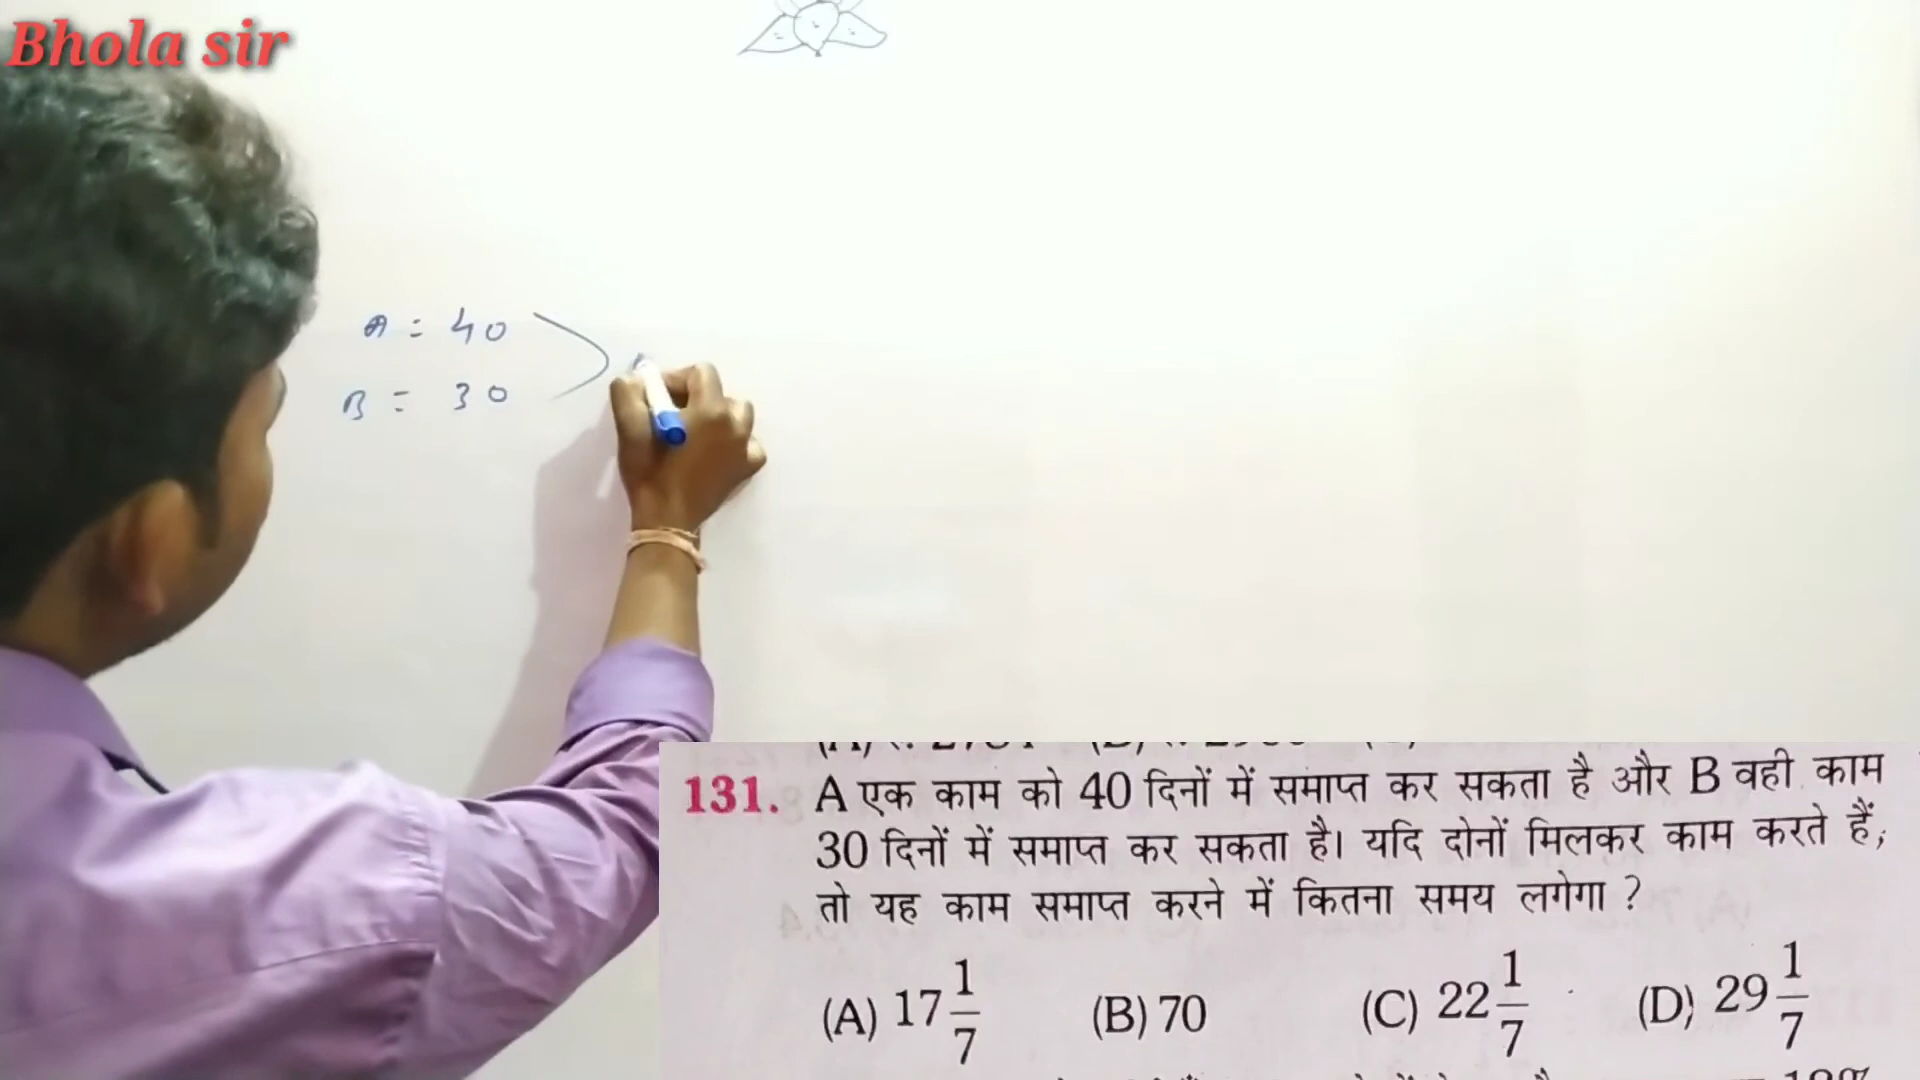 Bhola sir
A = 40
B = 30
131. A एक काम को 40 दिनों में समाप्त कर सकता है और B वही काम
30 दिनों में समाप्त कर सकता है। यदि दोनों मिलकर काम करते हैं,
तो यह काम समाप्त करने में कितना समय लगेगा ?
(A) 17 1/7 (B) 70 (C) 22 1/7 (D) 29 1/7